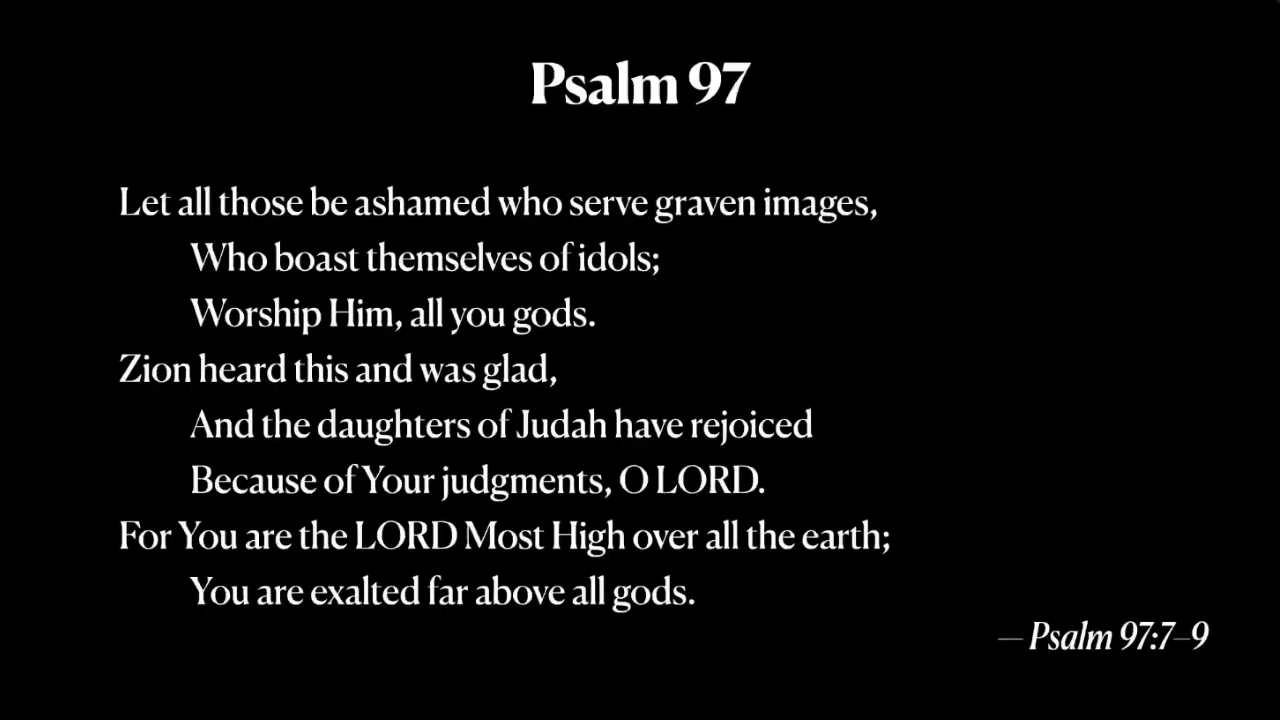 Psalm 97
Let all those be ashamed who serve graven images,
Who boast themselves of idols;
Worship Him, all you gods.
Zion heard this and was glad,
And the daughters of Judah have rejoiced
Because of Your judgments, O LORD.
For You are the LORD Most High over all the earth;
You are exalted far above all gods.
— Psalm 97:7–9